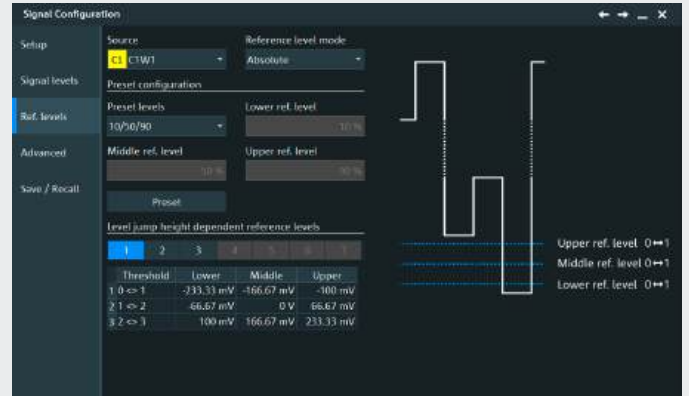 Signal Configuration
Setup
Signal levels
Ref. levels
Advanced
Save / Recall
Source
Reference level mode
C1 C1W1
Absolute
Preset configuration
Preset levels
Lower ref. level
10/50/90
10 %
Middle ref. level
Upper ref. level
50 %
90 %
Preset
Level jump height dependent reference levels
1 2 3 4 5 6 7
Threshold Lower Middle Upper
1 0 <> 1 -233.33 mV -166.67 mV -100 mV
2 1 <> 2 -66.67 mV 0 V 66.67 mV
3 2 <> 3 100 mV 166.67 mV 233.33 mV
Upper ref. level 0↔1
Middle ref. level 0↔1
Lower ref. level 0↔1